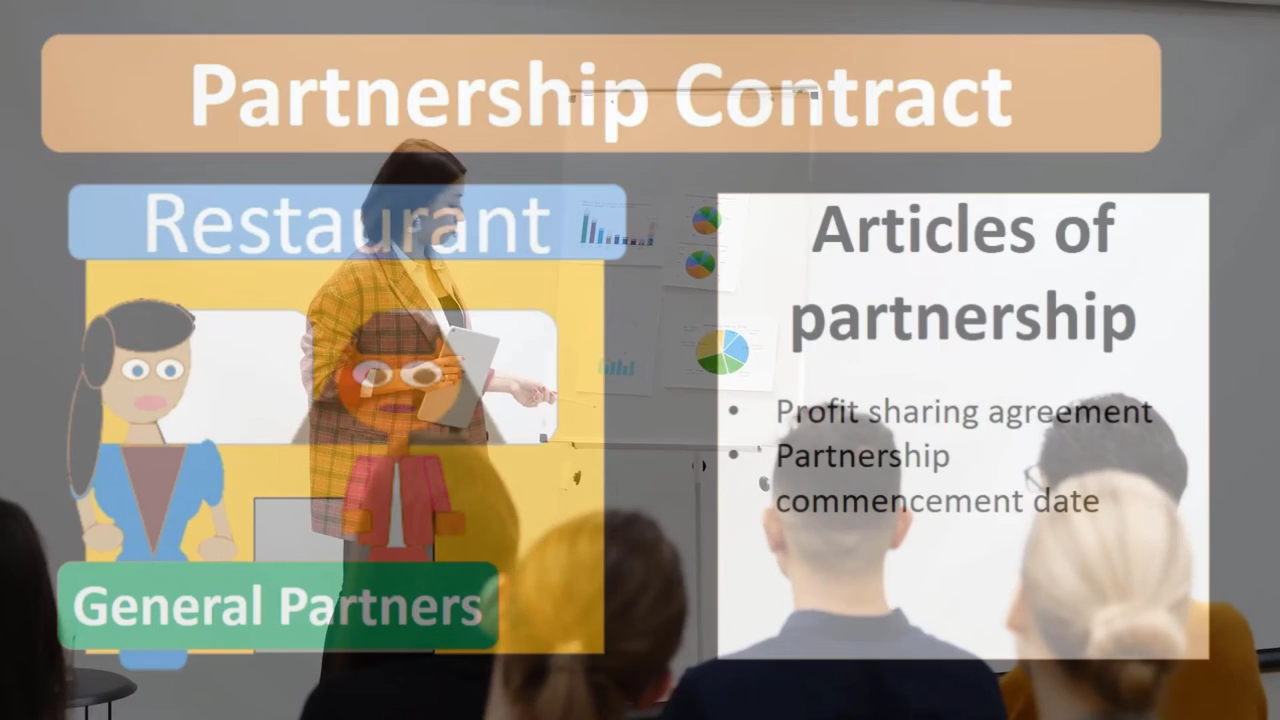 Partnership Contract
Restaurant
General Partners
Articles of
partnership
• Profit sharing agreement
• Partnership
commencement date